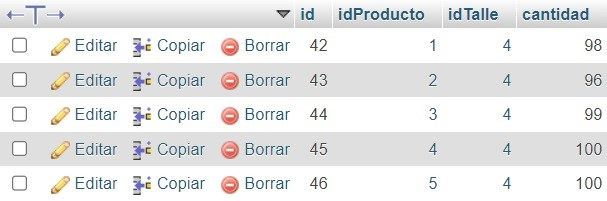 id idProducto idTalle cantidad
Editar Copiar Borrar 42 1 4 98
Editar Copiar Borrar 43 2 4 96
Editar Copiar Borrar 44 3 4 99
Editar Copiar Borrar 45 4 4 100
Editar Copiar Borrar 46 5 4 100